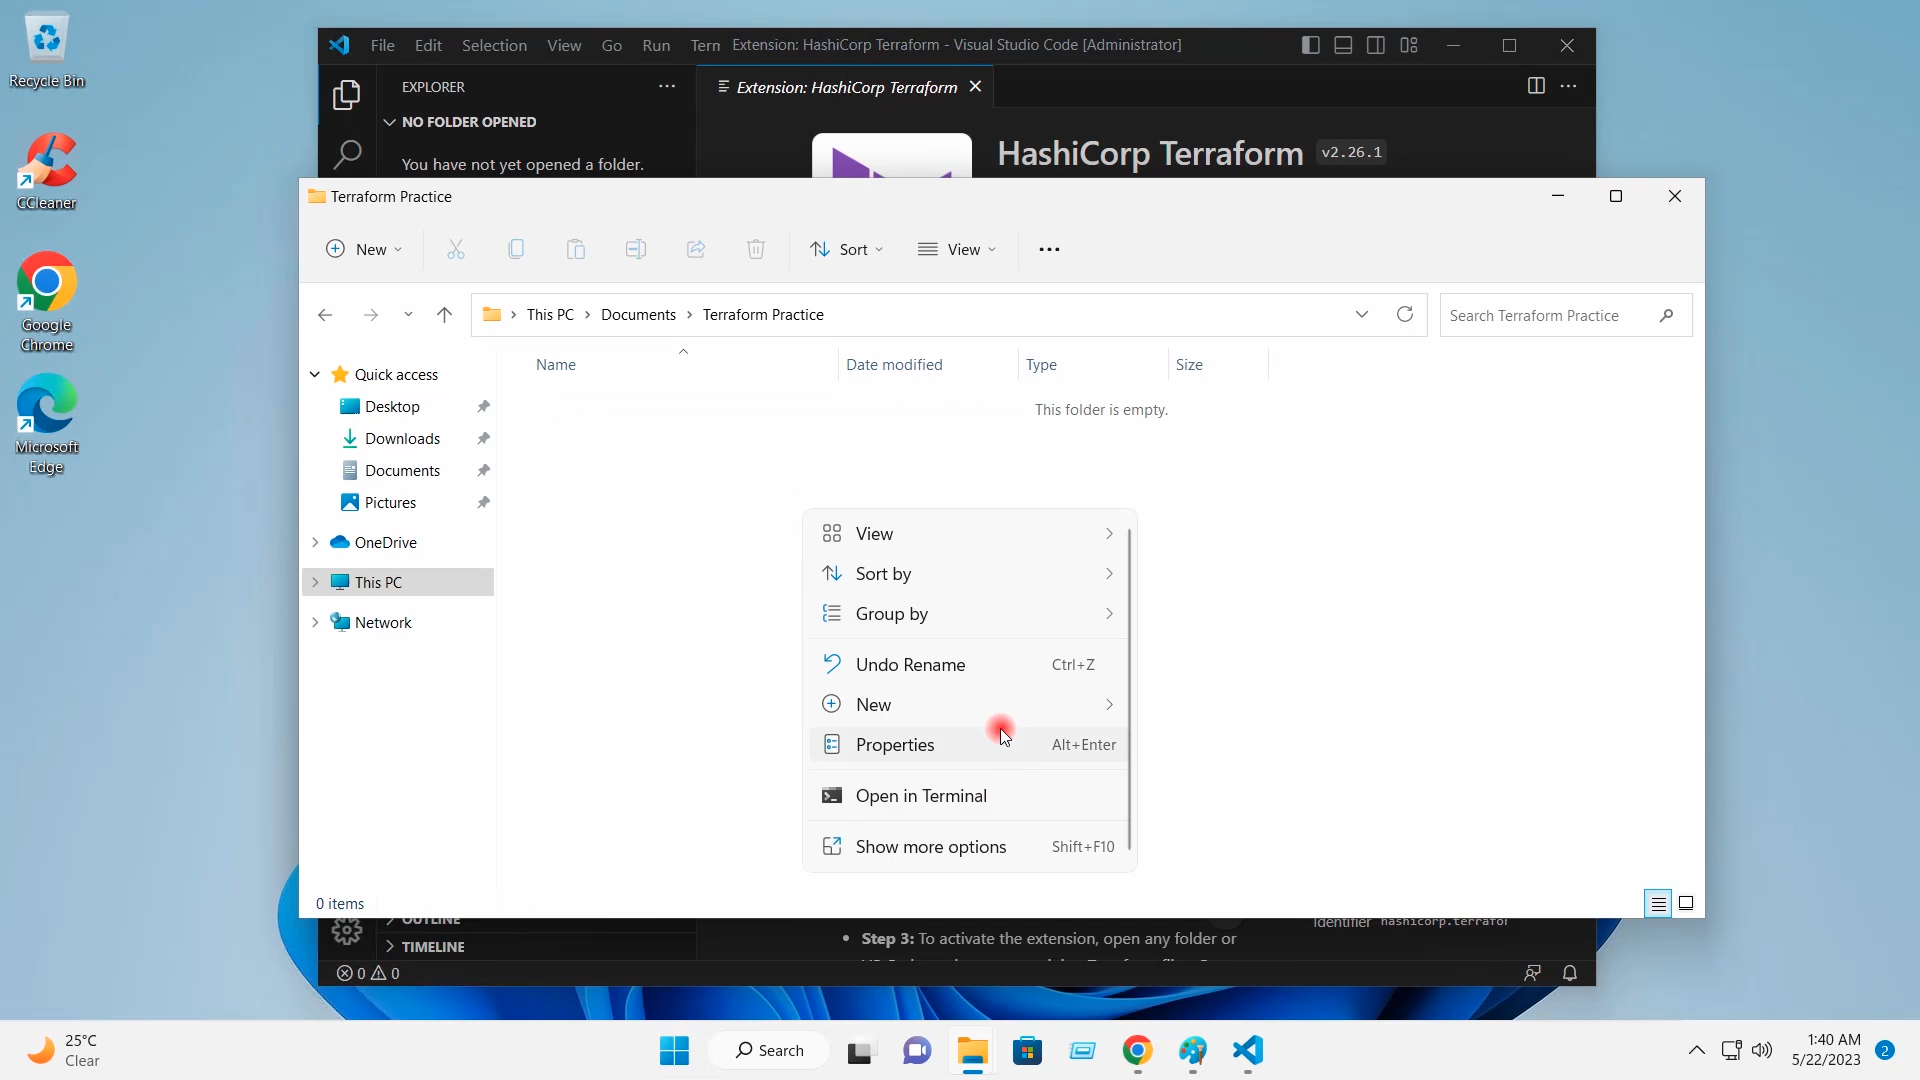 Recycle Bin
CCleaner
Google
Chrome
Microsoft
Edge
File Edit Selection View Go Run Extension: HashiCorp Terraform - Visual Studio Code [Administrator]
EXPLORER
Extension: HashiCorp Terraform
NO FOLDER OPENED
You have not yet opened a folder.
HashiCorp Terraform v2.26.1
Terraform Practice
New Sort View
This PC Documents Terraform Practice
Search Terraform Practice
Name Date modified Type Size
This folder is empty.
Quick access
Desktop
Downloads
Documents
Pictures
OneDrive
This PC
Network
View
Sort by
Group by
Undo Rename Ctrl+Z
New
Properties Alt+Enter
Open in Terminal
Show more options Shift+F10
0 items
OUTLINE
TIMELINE
Identifier
Step 3: To activate the extension, open any folder or
0 0
25°C
Clear
Search
1:40 AM
5/22/2023
2